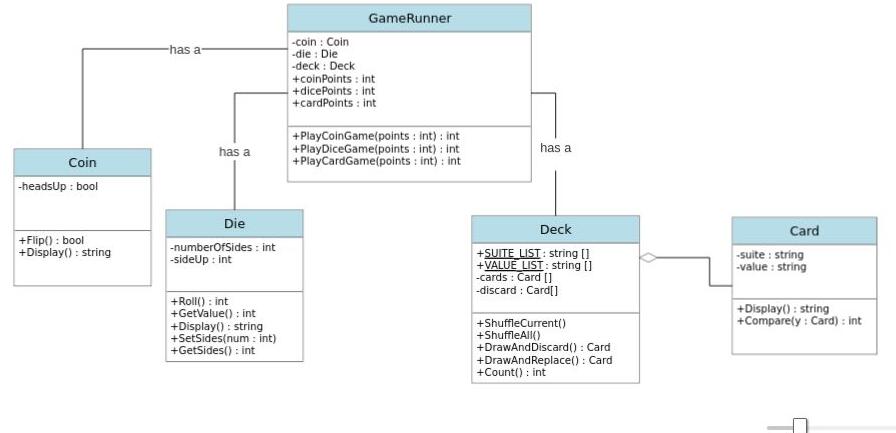 GameRunner
-coin : Coin
-die : Die
-deck : Deck
+coinPoints : int
+dicePoints : int
+cardPoints : int
+PlayCoinGame(points : int) : int
+PlayDiceGame(points : int) : int
+PlayCardGame(points : int) : int
has a
has a
has a
Coin
-headsUp : bool
+Flip() : bool
+Display() : string
Die
-numberOfSides : int
-sideUp : int
+Roll() : int
+GetValue() : int
+Display() : string
+SetSides(num : int)
+GetSides() : int
Deck
+SUITE_LIST : string []
+VALUE_LIST : string []
-cards : Card []
-discard : Card[]
+ShuffleCurrent()
+ShuffleAll()
+DrawAndDiscard() : Card
+DrawAndReplace() : Card
+Count() : int
Card
-suite : string
-value : string
+Display() : string
+Compare(y : Card) : int